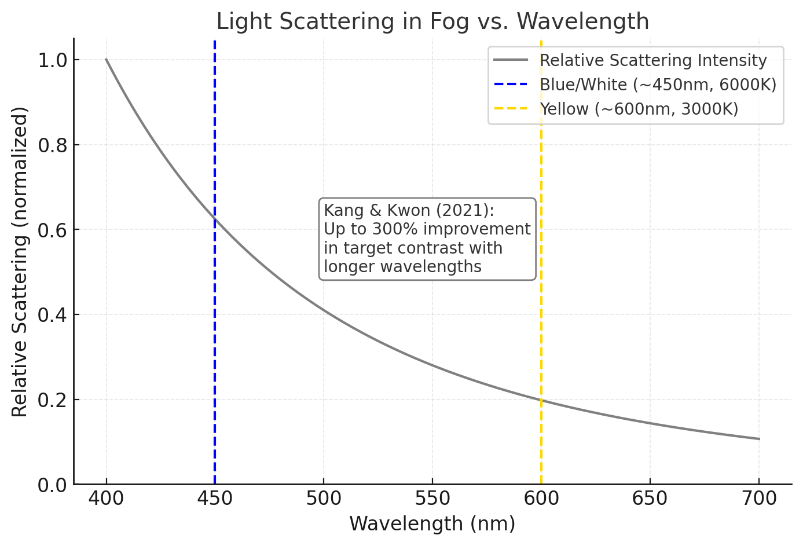 Light Scattering in Fog vs. Wavelength
Relative Scattering Intensity
Blue/White (~450nm, 6000K)
Yellow (~600nm, 3000K)
Kang & Kwon (2021):
Up to 300% improvement
in target contrast with
longer wavelengths
Relative Scattering (normalized)
1.0
0.8
0.6
0.4
0.2
0.0
400 450 500 550 600 650 700
Wavelength (nm)